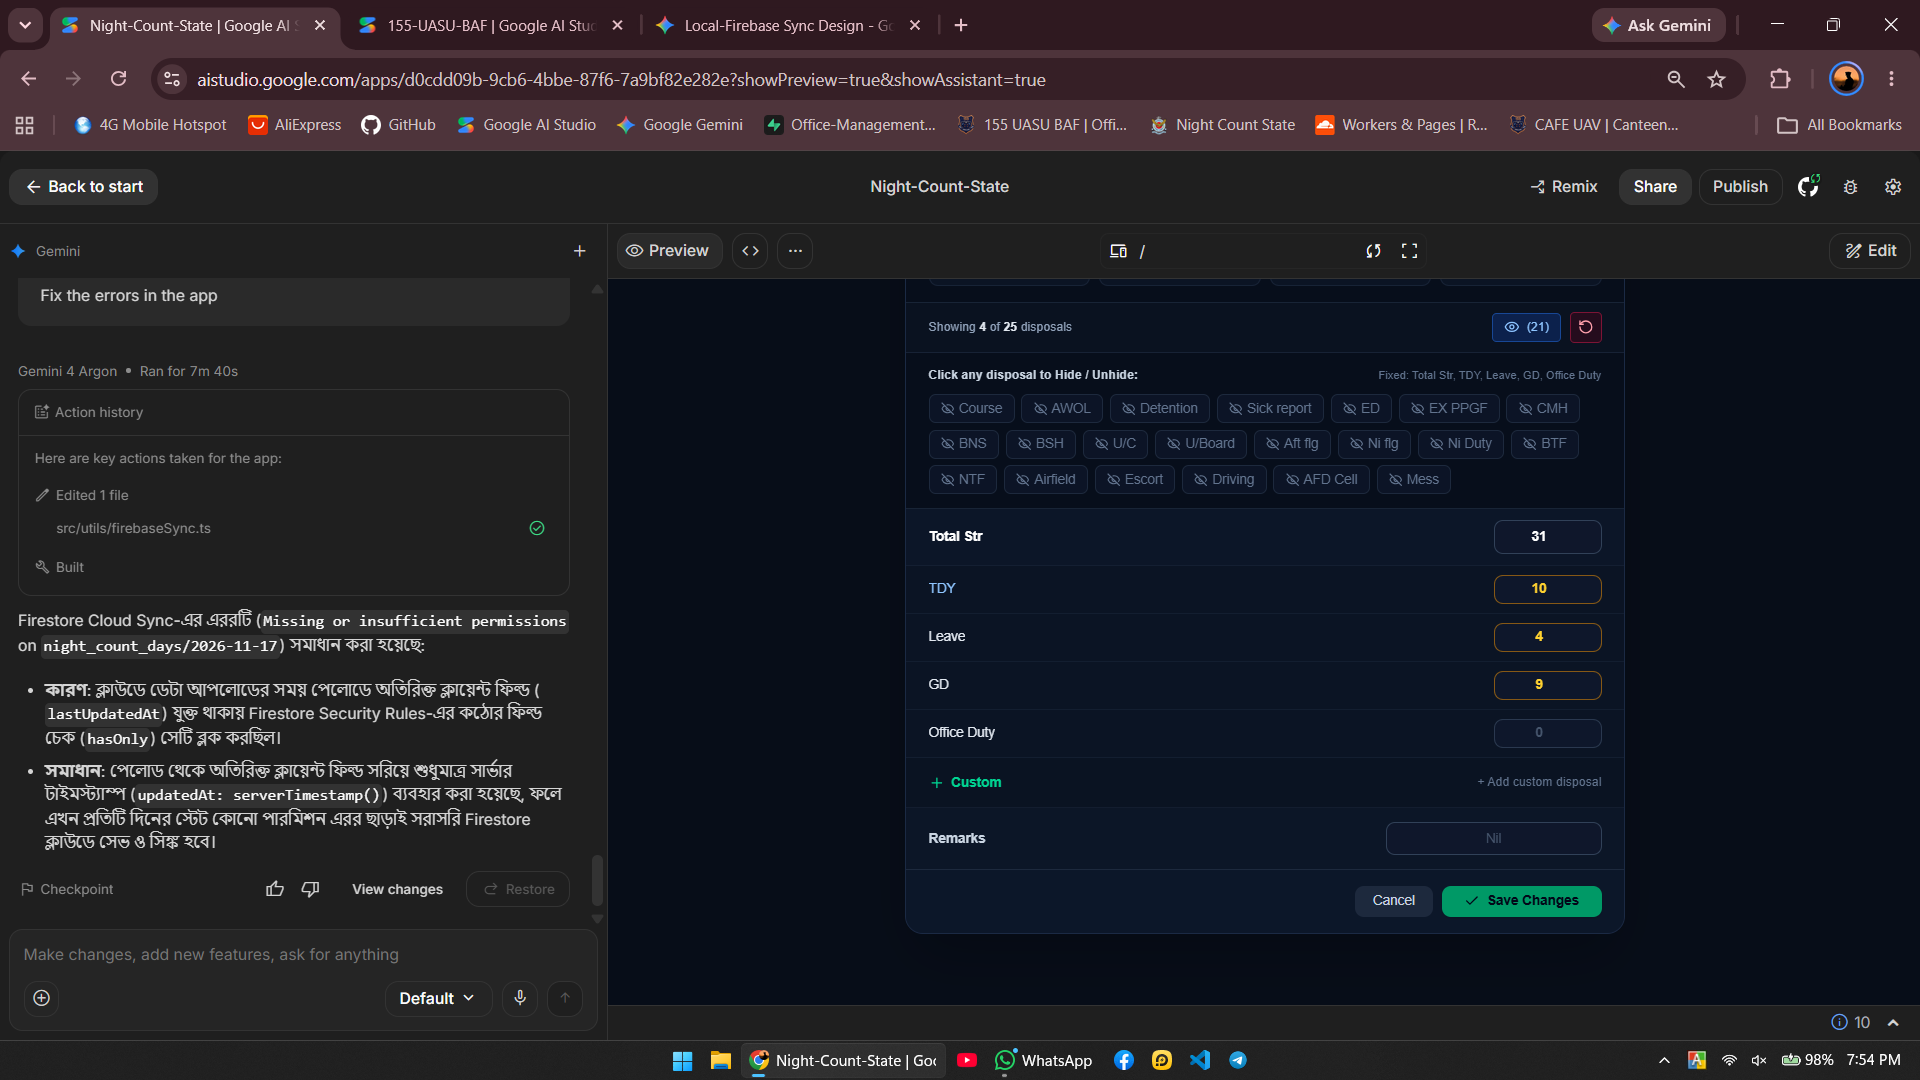 Night-Count-State | Google AI S
155-UASU-BAF | Google AI Stu
Local-Firebase Sync Design - Go
Ask Gemini
aistudio.google.com/apps/d0cdd09b-9cb6-4bbe-87f6-7a9bf82e282e?showPreview=true&showAssistant=true
4G Mobile Hotspot
AliExpress
GitHub
Google AI Studio
Google Gemini
Office-Management...
155 UASU BAF | Offi...
Night Count State
Workers & Pages | R...
CAFE UAV | Canteen...
All Bookmarks
Back to start
Night-Count-State
Remix
Share
Publish
Gemini
Preview
/
Edit
Fix the errors in the app
Gemini 4 Argon • Ran for 7m 40s
Action history
Here are key actions taken for the app:
Edited 1 file
src/utils/firebaseSync.ts
Built
Firestore Cloud Sync-এর এররটি (Missing or insufficient permissions
on night_count_days/2026-11-17) সমাধান করা হয়েছে:
• কারণ: ক্লাউডে ডেটা আপলোডের সময় পেলোডে অতিরিক্ত ক্লায়েন্ট ফিল্ড (
lastUpdatedAt) যুক্ত থাকায় Firestore Security Rules-এর কঠোর ফিল্ড
চেক (hasOnly) সেটি ব্লক করছিল।
• সমাধান: পেলোড থেকে অতিরিক্ত ক্লায়েন্ট ফিল্ড সরিয়ে শুধুমাত্র সার্ভার
টাইমস্ট্যাম্প (updatedAt: serverTimestamp()) ব্যবহার করা হয়েছে, ফলে
এখন প্রতিটি দিনের স্টেট কোনো পারমিশন এরর ছাড়াই সরাসরি Firestore
ক্লাউডে সেভ ও সিঙ্ক হবে।
Checkpoint
View changes
Restore
Make changes, add new features, ask for anything
Default
Showing 4 of 25 disposals
(21)
Click any disposal to Hide / Unhide:
Fixed: Total Str, TDY, Leave, GD, Office Duty
Course AWOL Detention Sick report ED EX PPGF CMH
BNS BSH U/C U/Board Aft flg Ni flg Ni Duty BTF
NTF Airfield Escort Driving AFD Cell Mess
Total Str 31
TDY 10
Leave 4
GD 9
Office Duty 0
+ Custom
+ Add custom disposal
Remarks Nil
Cancel
Save Changes
10
Night-Count-State | Goo
WhatsApp
98%
7:54 PM